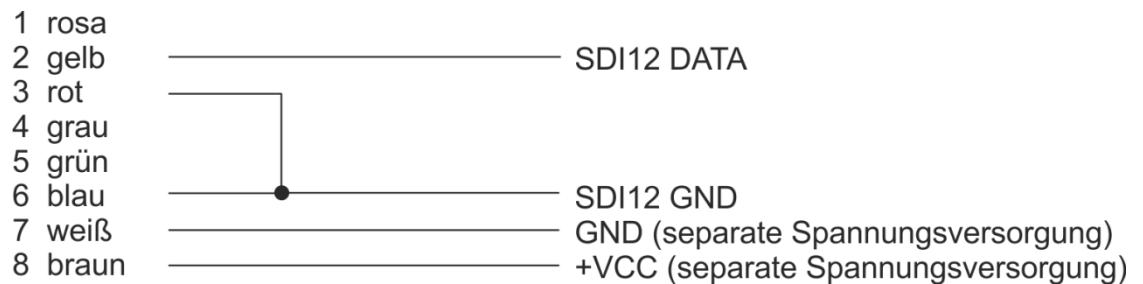 1 rosa
2 gelb SDI12 DATA
3 rot
4 grau
5 grün
6 blau SDI12 GND
7 weiß GND (separate Spannungsversorgung)
8 braun +VCC (separate Spannungsversorgung)